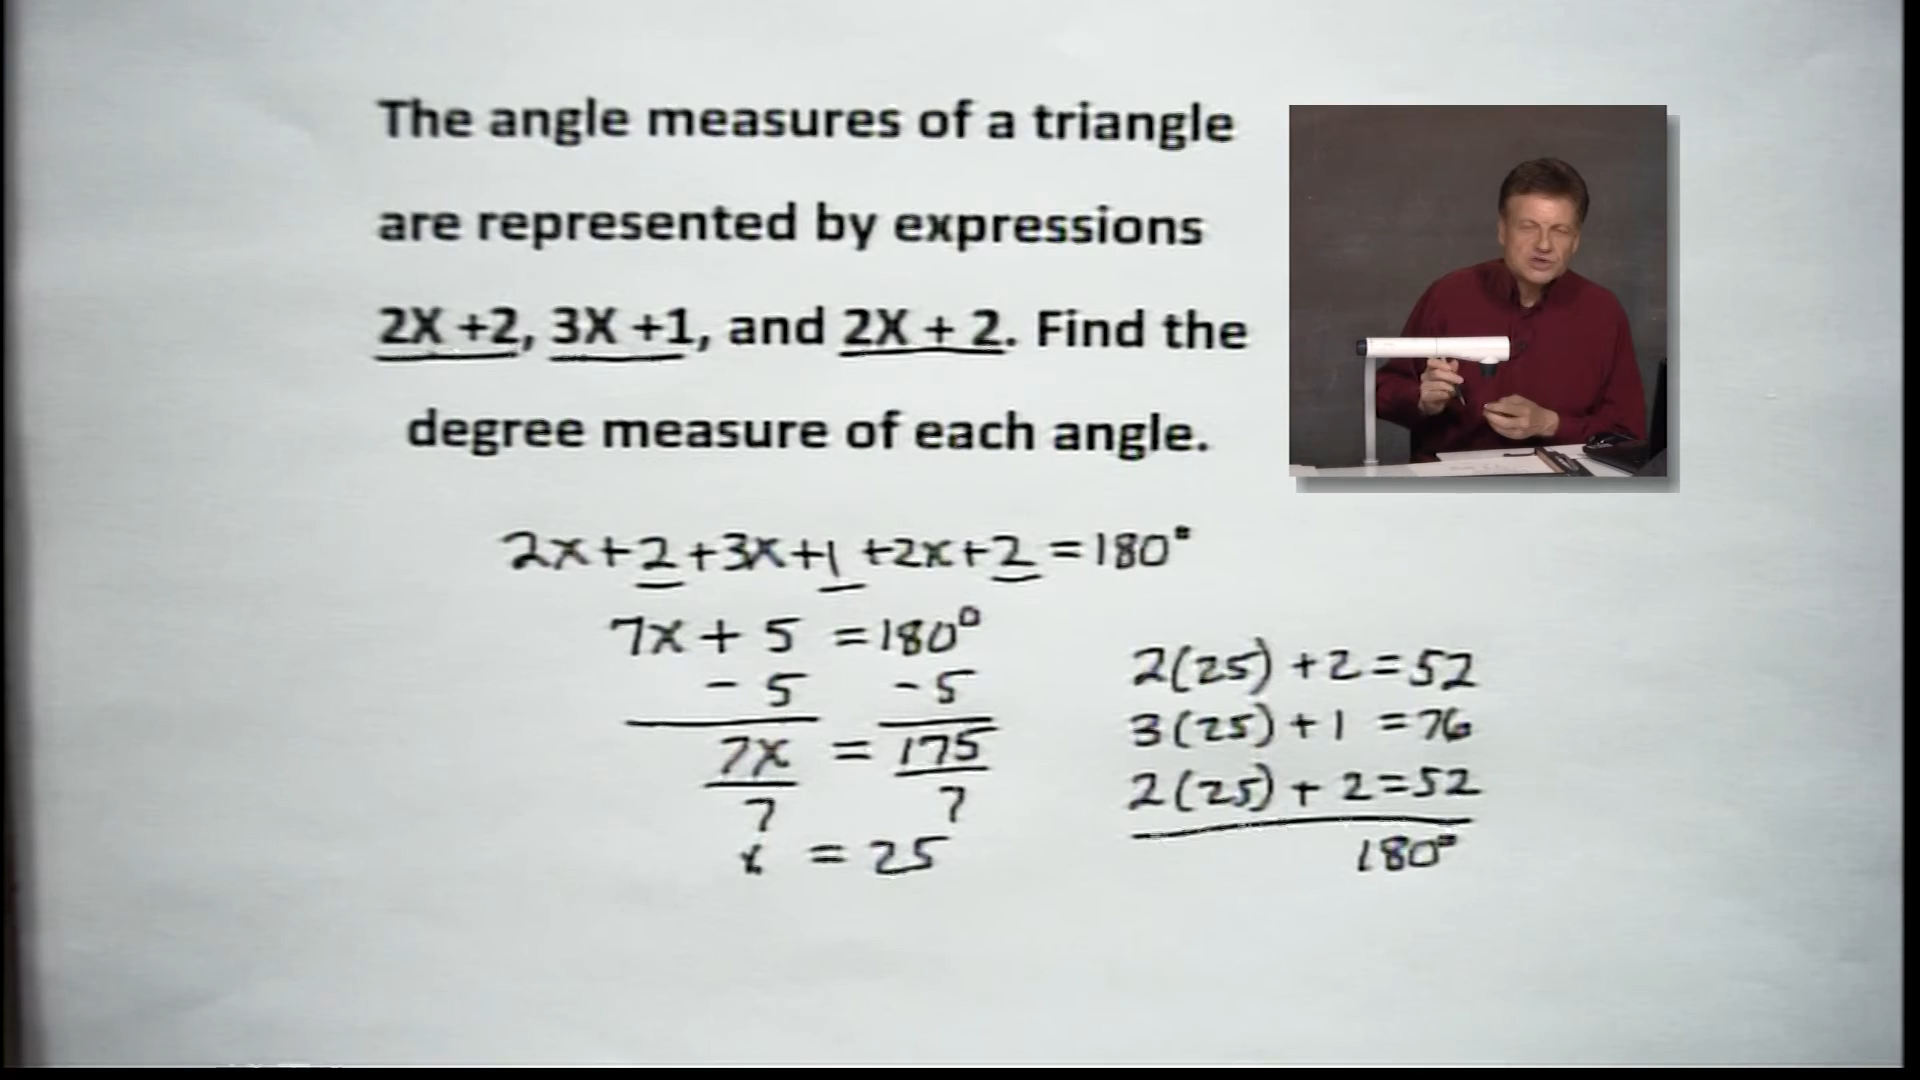 The angle measures of a triangle
are represented by expressions
2X +2, 3X +1, and 2X + 2. Find the
degree measure of each angle.
2x+2+3x+1+2x+2=180°
7x+5=180°
-5 -5
7x = 175
7 7
x = 25
2(25)+2=52
3(25)+1=76
2(25)+2=52
180°